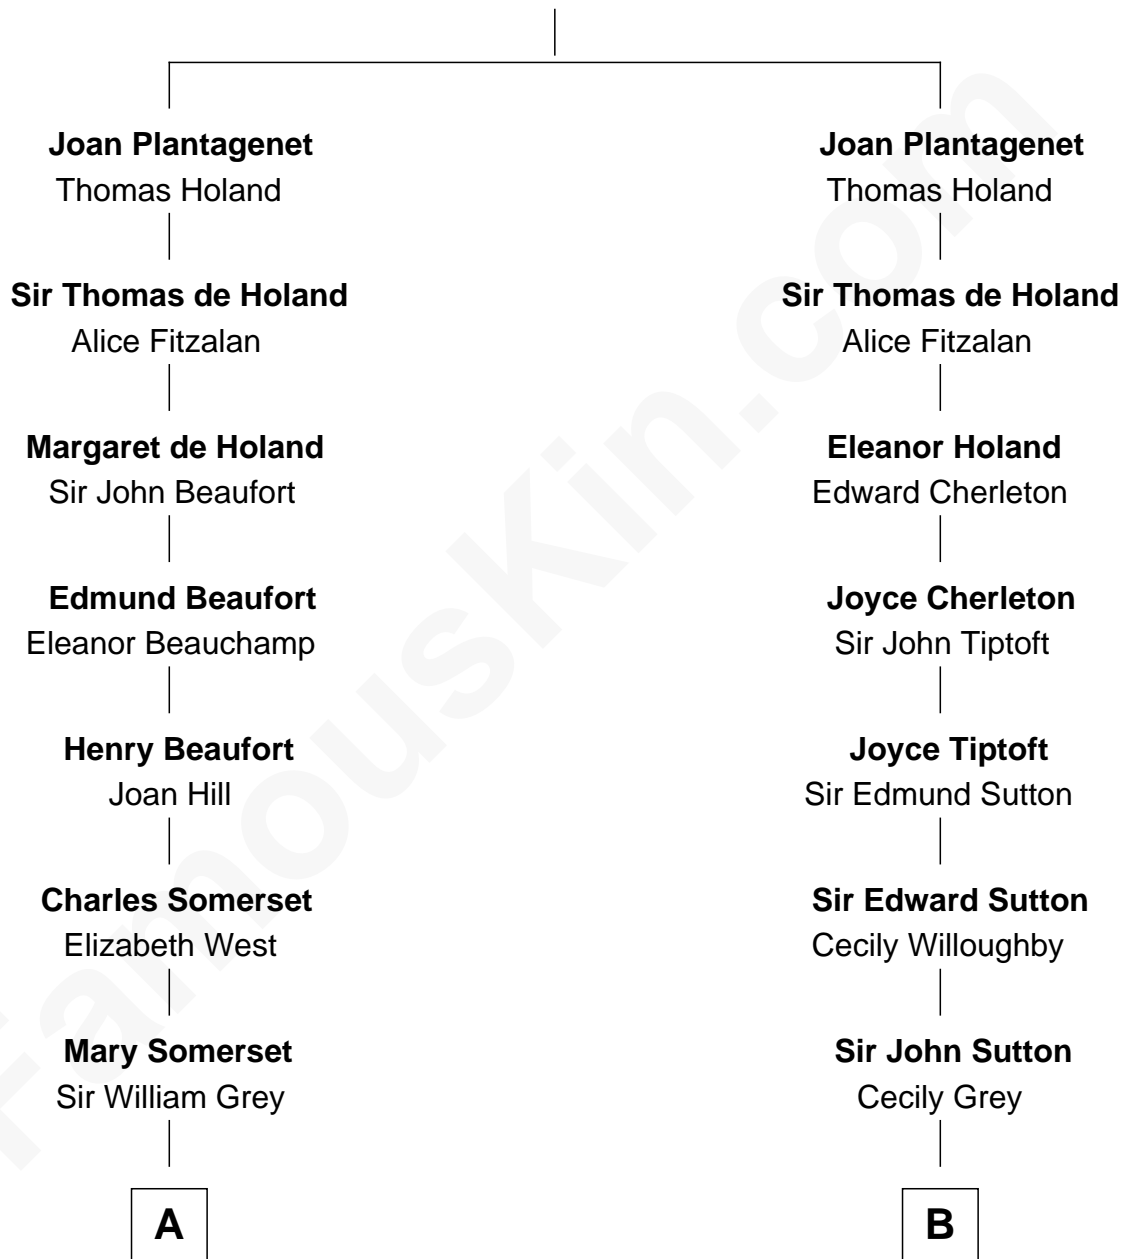 Joan Plantagenet
Thomas Holand
Sir Thomas de Holand
Alice Fitzalan
Margaret de Holand
Sir John Beaufort
Edmund Beaufort
Eleanor Beauchamp
Henry Beaufort
Joan Hill
Charles Somerset
Elizabeth West
Mary Somerset
Sir William Grey
A
Joan Plantagenet
Thomas Holand
Sir Thomas de Holand
Alice Fitzalan
Eleanor Holand
Edward Cherleton
Joyce Cherleton
Sir John Tiptoft
Joyce Tiptoft
Sir Edmund Sutton
Sir Edward Sutton
Cecily Willoughby
Sir John Sutton
Cecily Grey
B
FamousKin.com